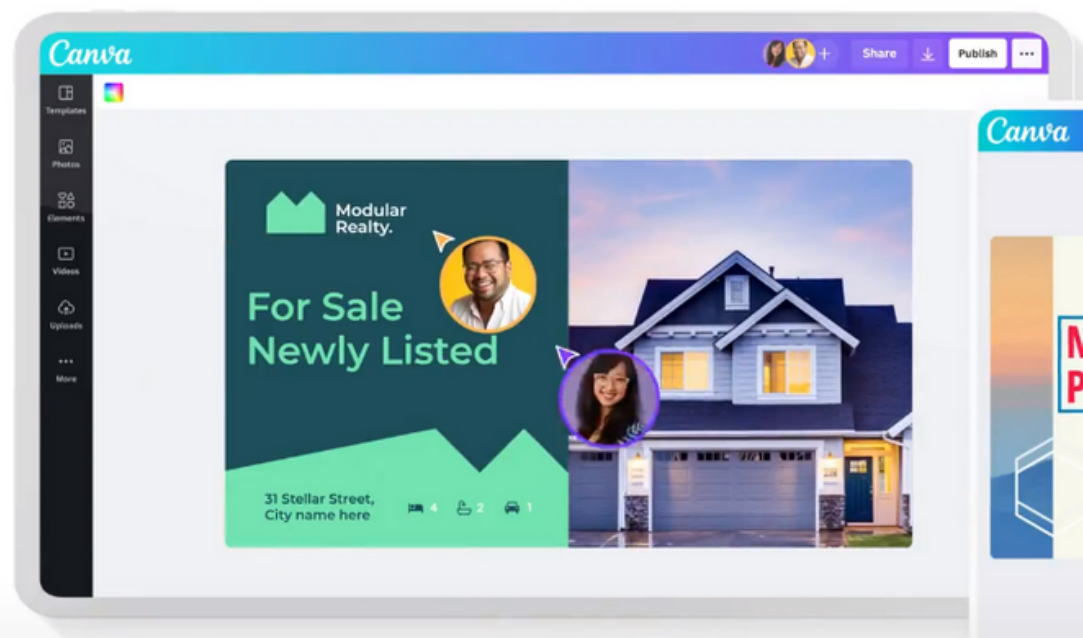 Canva
Share
Publish
Templates
Photos
Elements
Videos
Uploads
More
Modular
Realty.
For Sale
Newly Listed
31 Stellar Street,
City name here
4
2
1
Canva
M
P